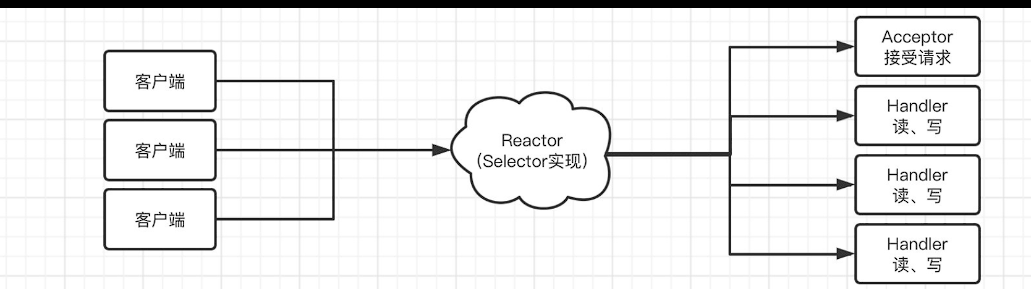 客户端
客户端
客户端
Reactor
（Selector实现）
Acceptor
接受请求
Handler
读、写
Handler
读、写
Handler
读、写